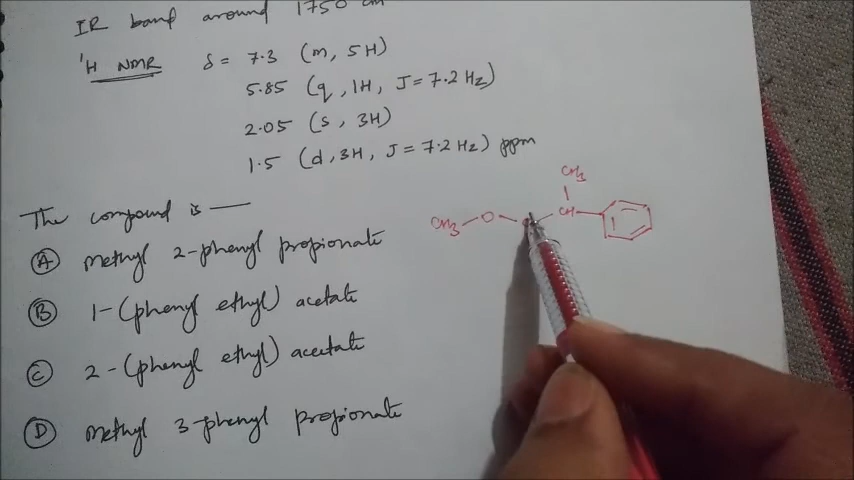 IR band around 1750 cm
¹H NMR δ = 7.3 (m, 5H)
5.85 (q, 1H, J = 7.2 Hz)
2.05 (s, 3H)
1.5 (d, 3H, J = 7.2 Hz) ppm
The compound is —
CH3
CH3 — O — CH
(A) Methyl 2-phenyl propionate
(B) 1-(phenyl ethyl) acetate
(C) 2-(phenyl ethyl) acetate
(D) Methyl 3-phenyl propionate